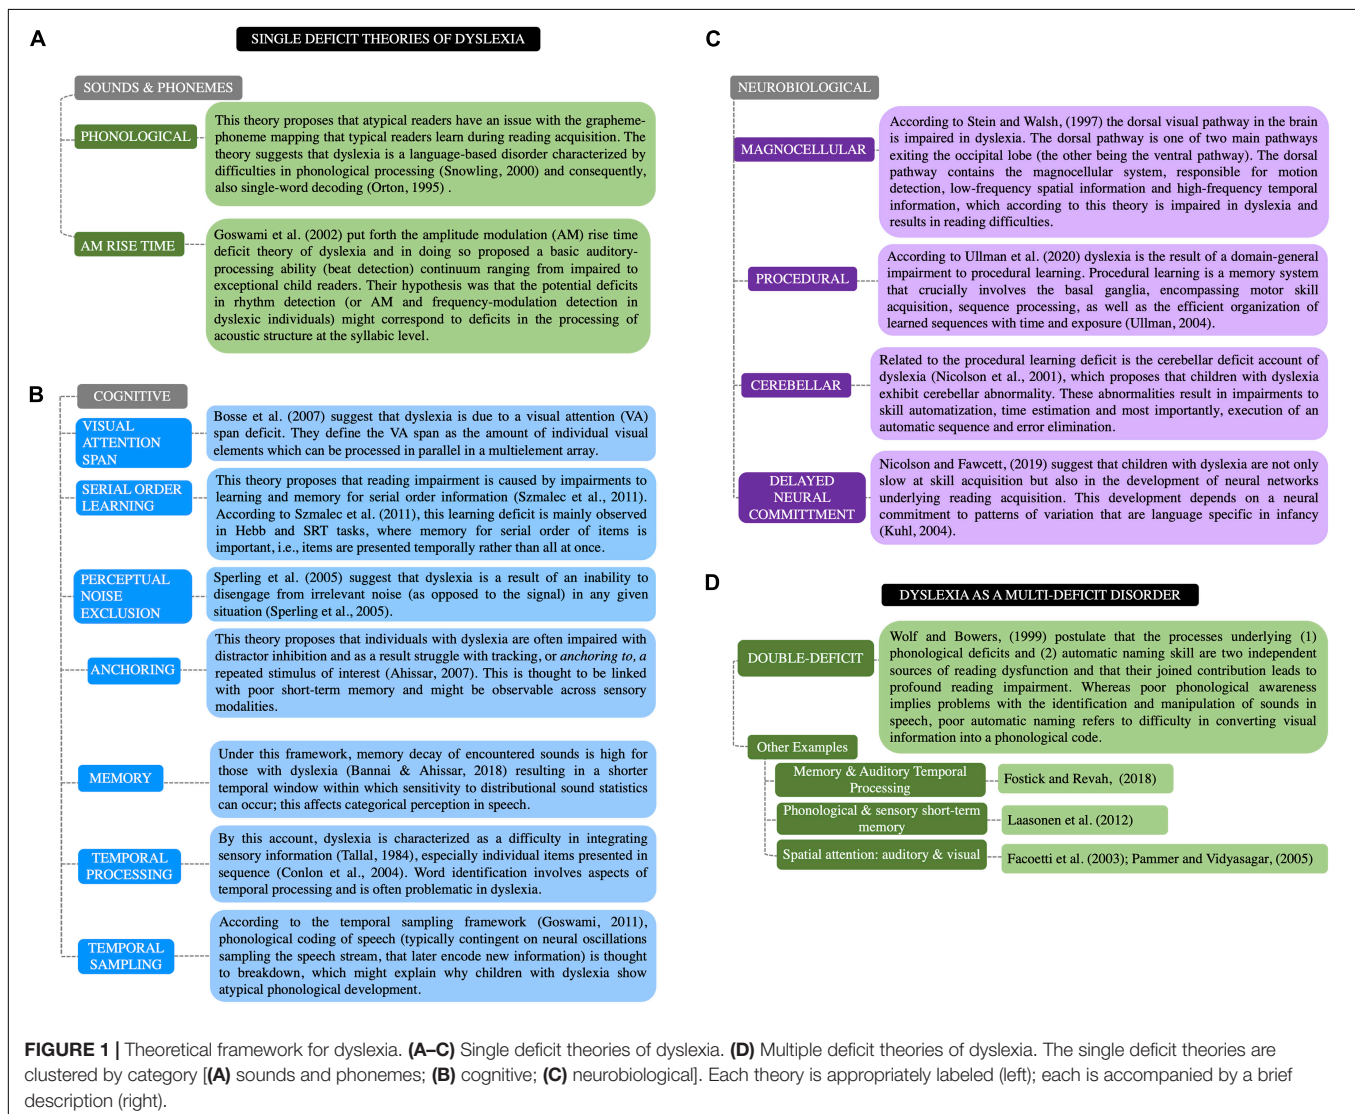 A
SINGLE DEFICIT THEORIES OF DYSLEXIA
SOUNDS & PHONEMES
PHONOLOGICAL
This theory proposes that atypical readers have an issue with the grapheme-
phoneme mapping that typical readers learn during reading acquisition. The
theory suggests that dyslexia is a language-based disorder characterized by
difficulties in phonological processing (Snowling, 2000) and consequently,
also single-word decoding (Orton, 1995) .
AM RISE TIME
Goswami et al. (2002) put forth the amplitude modulation (AM) rise time
deficit theory of dyslexia and in doing so proposed a basic auditory-
processing ability (beat detection) continuum ranging from impaired to
exceptional child readers. Their hypothesis was that the potential deficits
in rhythm detection (or AM and frequency-modulation detection in
dyslexic individuals) might correspond to deficits in the processing of
acoustic structure at the syllabic level.
B
COGNITIVE
VISUAL
ATTENTION
SPAN
Bosse et al. (2007) suggest that dyslexia is due to a visual attention (VA)
span deficit. They define the VA span as the amount of individual visual
elements which can be processed in parallel in a multielement array.
SERIAL ORDER
LEARNING
This theory proposes that reading impairment is caused by impairments to
learning and memory for serial order information (Szmalec et al., 2011).
According to Szmalec et al. (2011), this learning deficit is mainly observed
in Hebb and SRT tasks, where memory for serial order of items is
important, i.e., items are presented temporally rather than all at once.
PERCEPTUAL
NOISE
EXCLUSION
Sperling et al. (2005) suggest that dyslexia is a result of an inability to
disengage from irrelevant noise (as opposed to the signal) in any given
situation (Sperling et al., 2005).
ANCHORING
This theory proposes that individuals with dyslexia are often impaired with
distractor inhibition and as a result struggle with tracking, or anchoring to, a
repeated stimulus of interest (Ahissar, 2007). This is thought to be linked
with poor short-term memory and might be observable across sensory
modalities.
MEMORY
Under this framework, memory decay of encountered sounds is high for
those with dyslexia (Bannai & Ahissar, 2018) resulting in a shorter
temporal window within which sensitivity to distributional sound statistics
can occur; this affects categorical perception in speech.
TEMPORAL
PROCESSING
By this account, dyslexia is characterized as a difficulty in integrating
sensory information (Tallal, 1984), especially individual items presented in
sequence (Conlon et al., 2004). Word identification involves aspects of
temporal processing and is often problematic in dyslexia.
TEMPORAL
SAMPLING
According to the temporal sampling framework (Goswami, 2011),
phonological coding of speech (typically contingent on neural oscillations
sampling the speech stream, that later encode new information) is thought
to breakdown, which might explain why children with dyslexia show
atypical phonological development.
C
NEUROBIOLOGICAL
MAGNOCELLULAR
According to Stein and Walsh, (1997) the dorsal visual pathway in the brain
is impaired in dyslexia. The dorsal pathway is one of two main pathways
exiting the occipital lobe (the other being the ventral pathway). The dorsal
pathway contains the magnocellular system, responsible for motion
detection, low-frequency spatial information and high-frequency temporal
information, which according to this theory is impaired in dyslexia and
results in reading difficulties.
PROCEDURAL
According to Ullman et al. (2020) dyslexia is the result of a domain-general
impairment to procedural learning. Procedural learning is a memory system
that crucially involves the basal ganglia, encompassing motor skill
acquisition, sequence processing, as well as the efficient organization of
learned sequences with time and exposure (Ullman, 2004).
CEREBELLAR
Related to the procedural learning deficit is the cerebellar deficit account of
dyslexia (Nicolson et al., 2001), which proposes that children with dyslexia
exhibit cerebellar abnormality. These abnormalities result in impairments to
skill automatization, time estimation and most importantly, execution of an
automatic sequence and error elimination.
DELAYED
NEURAL
COMMITTMENT
Nicolson and Fawcett, (2019) suggest that children with dyslexia are not only
slow at skill acquisition but also in the development of neural networks
underlying reading acquisition. This development depends on a neural
commitment to patterns of variation that are language specific in infancy
(Kuhl, 2004).
D
DYSLEXIA AS A MULTI-DEFICIT DISORDER
DOUBLE-DEFICIT
Wolf and Bowers, (1999) postulate that the processes underlying (1)
phonological deficits and (2) automatic naming skill are two independent
sources of reading dysfunction and that their joined contribution leads to
profound reading impairment. Whereas poor phonological awareness
implies problems with the identification and manipulation of sounds in
speech, poor automatic naming refers to difficulty in converting visual
information into a phonological code.
Other Examples
Memory & Auditory Temporal
Processing
Fostick and Revah, (2018)
Phonological & sensory short-term
memory
Laasonen et al. (2012)
Spatial attention: auditory & visual
Facoetti et al. (2003); Pammer and Vidyasagar, (2005)
FIGURE 1 | Theoretical framework for dyslexia. (A–C) Single deficit theories of dyslexia. (D) Multiple deficit theories of dyslexia. The single deficit theories are
clustered by category [(A) sounds and phonemes; (B) cognitive; (C) neurobiological]. Each theory is appropriately labeled (left); each is accompanied by a brief
description (right).